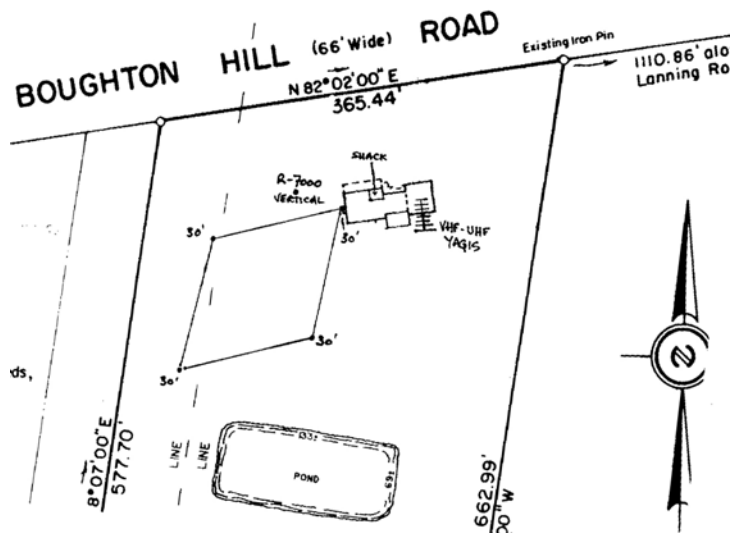 BOUGHTON HILL (66' Wide) ROAD
Existing Iron Pin
N 82°02'00" E
365.44'
1110.86' alo
Lanning Ro
SHACK
R-7000
VERTICAL
30'
30'
VHF-UHF
YAGIS
30'
30'
ds,
8°07'00" E
577.70'
LINE
LINE
133±
69±
POND
662.99'
00" W
N